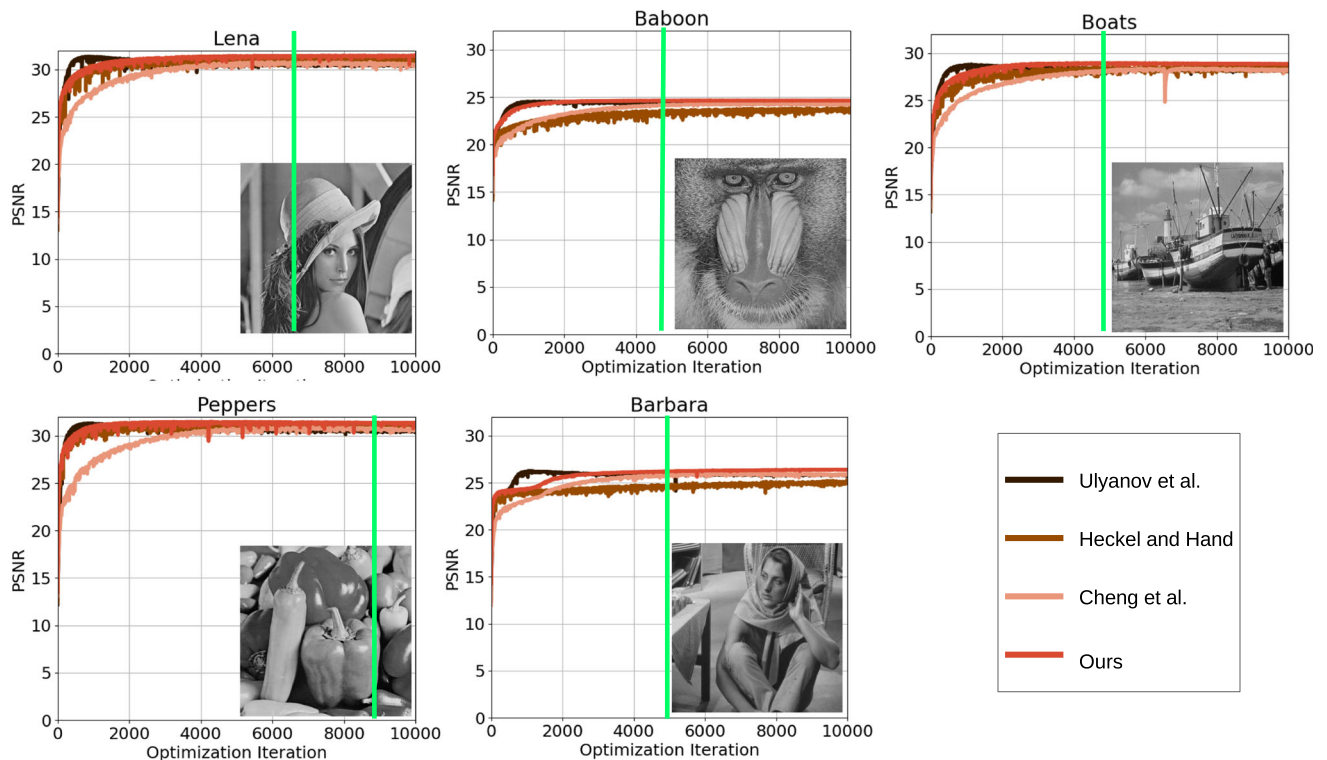 Lena
PSNR
30
25
20
15
10
5
0
0 2000 4000 6000 8000 10000
Baboon
PSNR
30
25
20
15
10
5
0
0 2000 4000 6000 8000 10000
Optimization Iteration
Boats
PSNR
30
25
20
15
10
5
0
0 2000 4000 6000 8000 10000
Optimization Iteration
Peppers
PSNR
30
25
20
15
10
5
0
0 2000 4000 6000 8000 10000
Optimization Iteration
Barbara
PSNR
30
25
20
15
10
5
0
0 2000 4000 6000 8000 10000
Optimization Iteration
Ulyanov et al.
Heckel and Hand
Cheng et al.
Ours